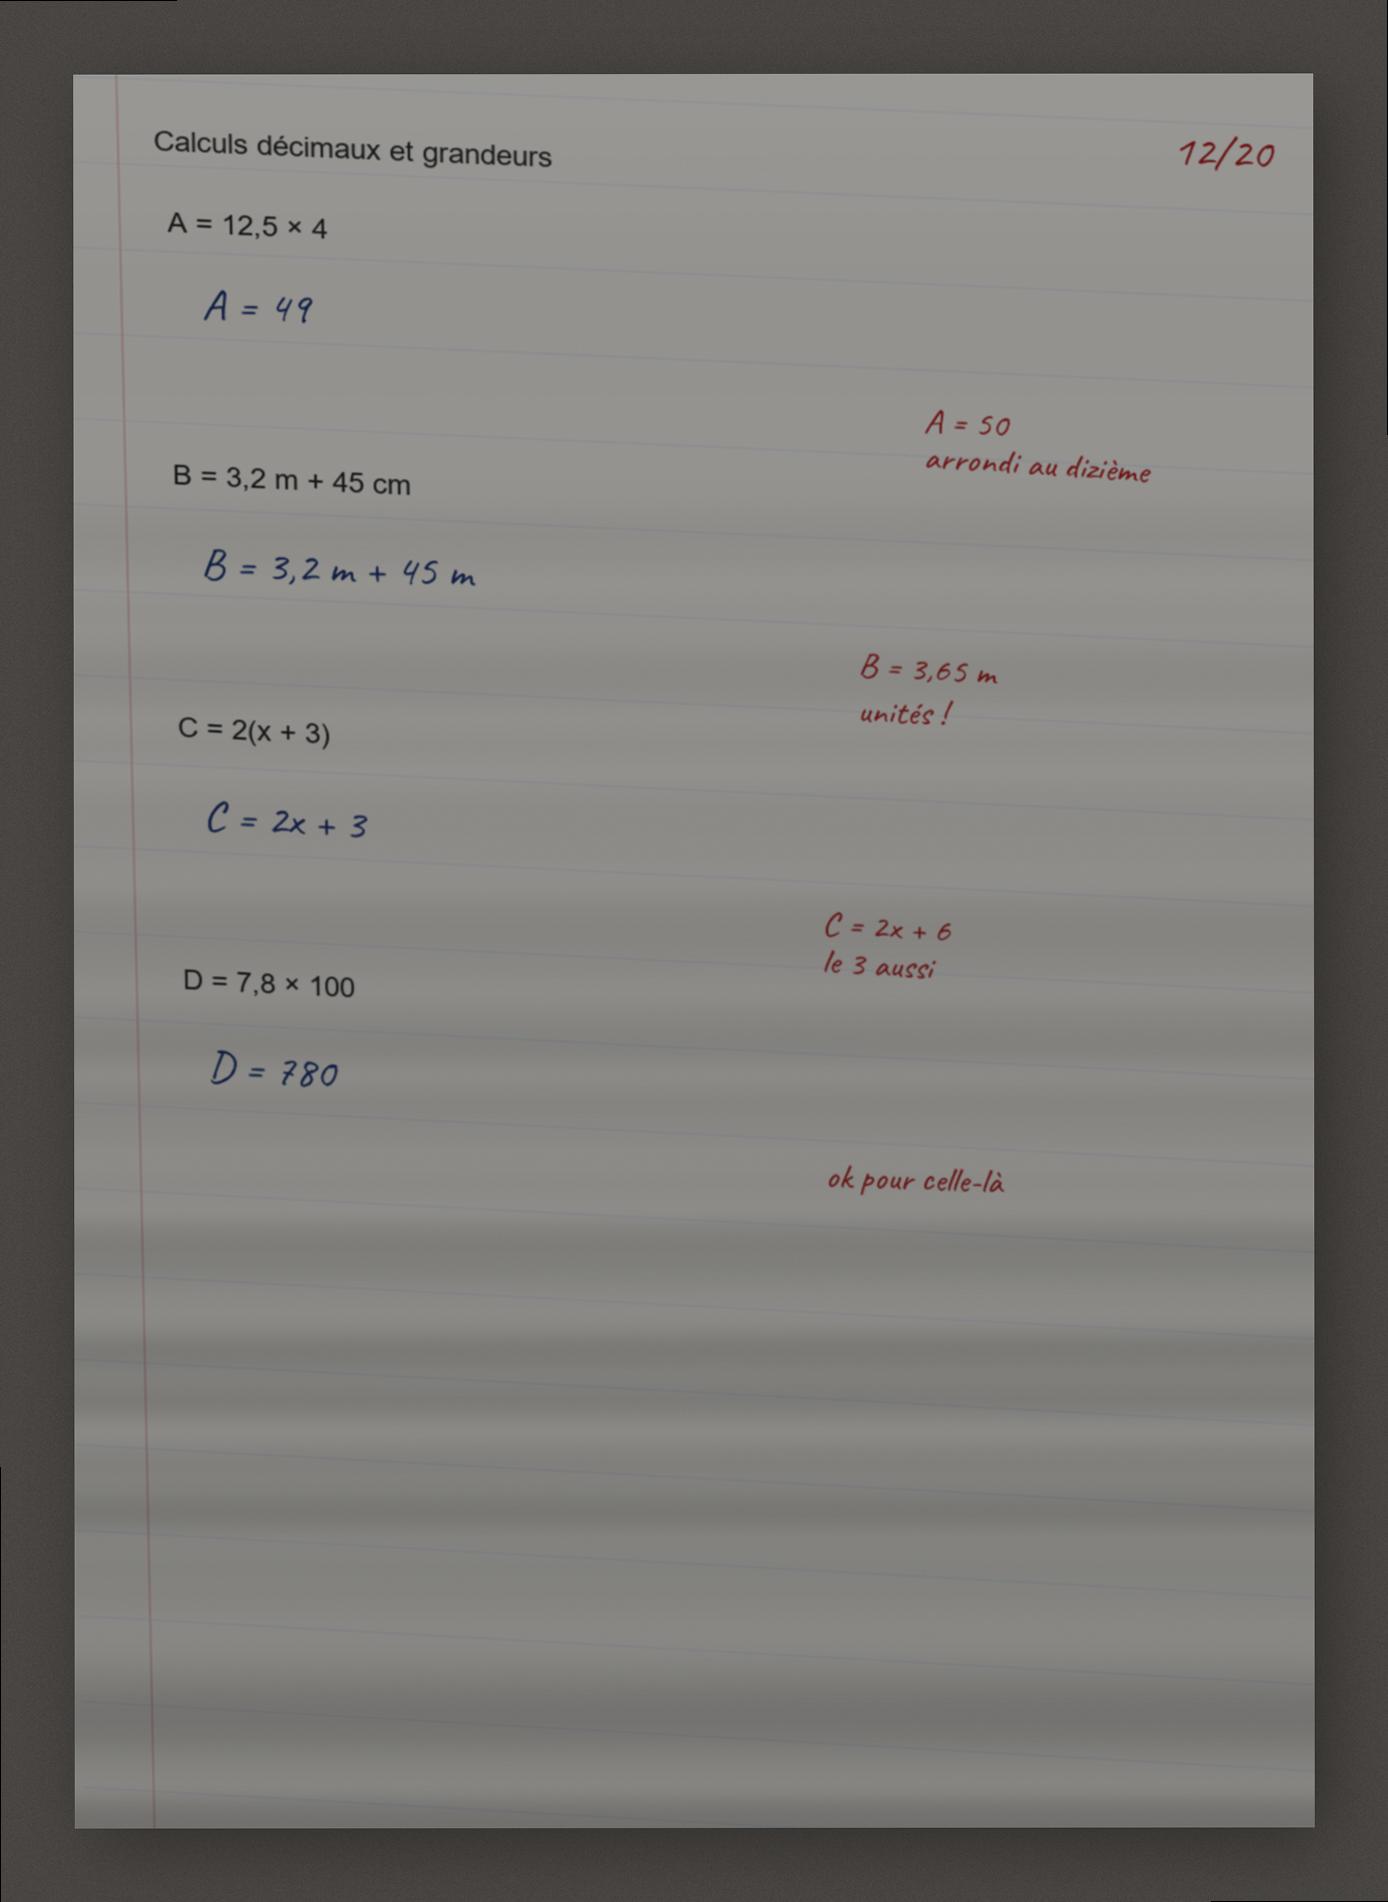 Calculs décimaux et grandeurs
12/20
A = 12,5 × 4
A = 49
A = 50
arrondi au dizième
B = 3,2 m + 45 cm
B = 3,2 m + 45 m
B = 3,65 m
unités !
C = 2(x + 3)
C = 2x + 3
C = 2x + 6
le 3 aussi
D = 7,8 × 100
D = 780
ok pour celle-là